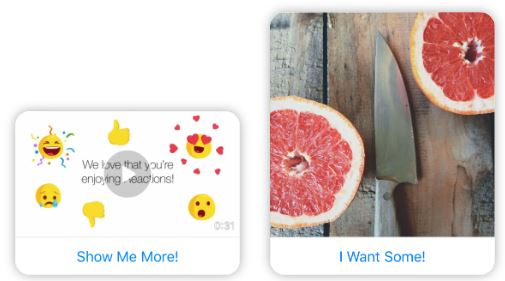 We love that you're
enjoying reactions!
0:31
Show Me More!
I Want Some!